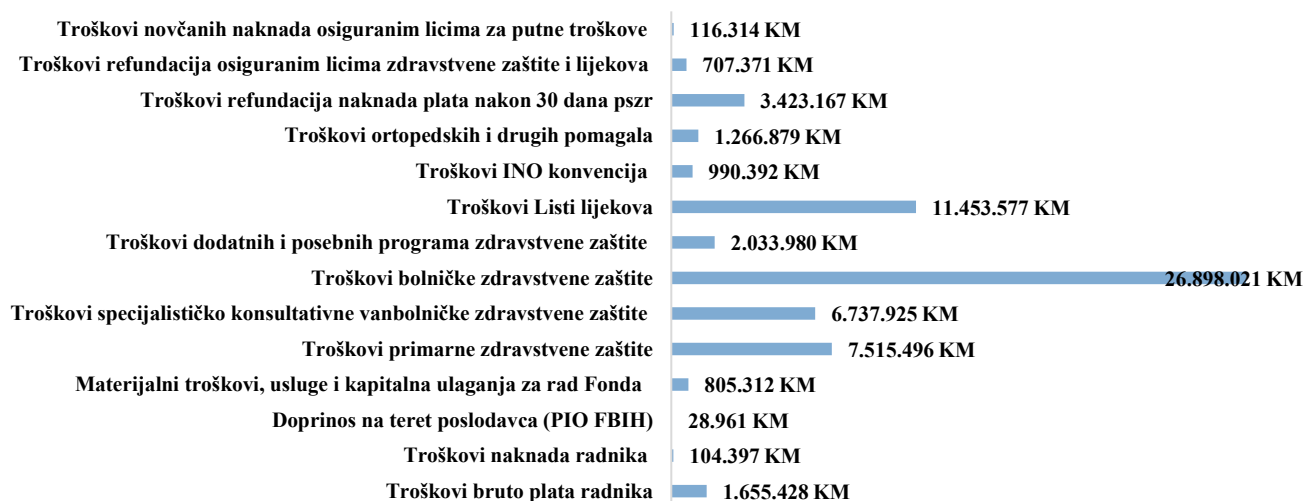 Troškovi novčanih naknada osiguranim licima za putne troškove 116.314 KM
Troškovi refundacija osiguranim licima zdravstvene zaštite i lijekova 707.371 KM
Troškovi refundacija naknada plata nakon 30 dana pszr 3.423.167 KM
Troškovi ortopedskih i drugih pomagala 1.266.879 KM
Troškovi INO konvencija 990.392 KM
Troškovi Listi lijekova 11.453.577 KM
Troškovi dodatnih i posebnih programa zdravstvene zaštite 2.033.980 KM
Troškovi bolničke zdravstvene zaštite 26.898.021 KM
Troškovi specijalističko konsultativne vanbolničke zdravstvene zaštite 6.737.925 KM
Troškovi primarne zdravstvene zaštite 7.515.496 KM
Materijalni troškovi, usluge i kapitalna ulaganja za rad Fonda 805.312 KM
Doprinos na teret poslodavca (PIO FBIH) 28.961 KM
Troškovi naknada radnika 104.397 KM
Troškovi bruto plata radnika 1.655.428 KM